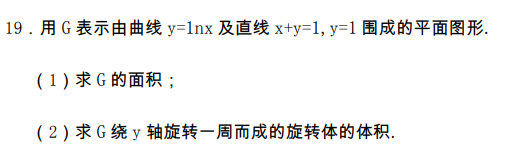 19．用 G 表示由曲线 y=1nx 及直线 x+y=1,y=1 围成的平面图形.
(1)求 G 的面积；
(2)求 G 绕 y 轴旋转一周而成的旋转体的体积.